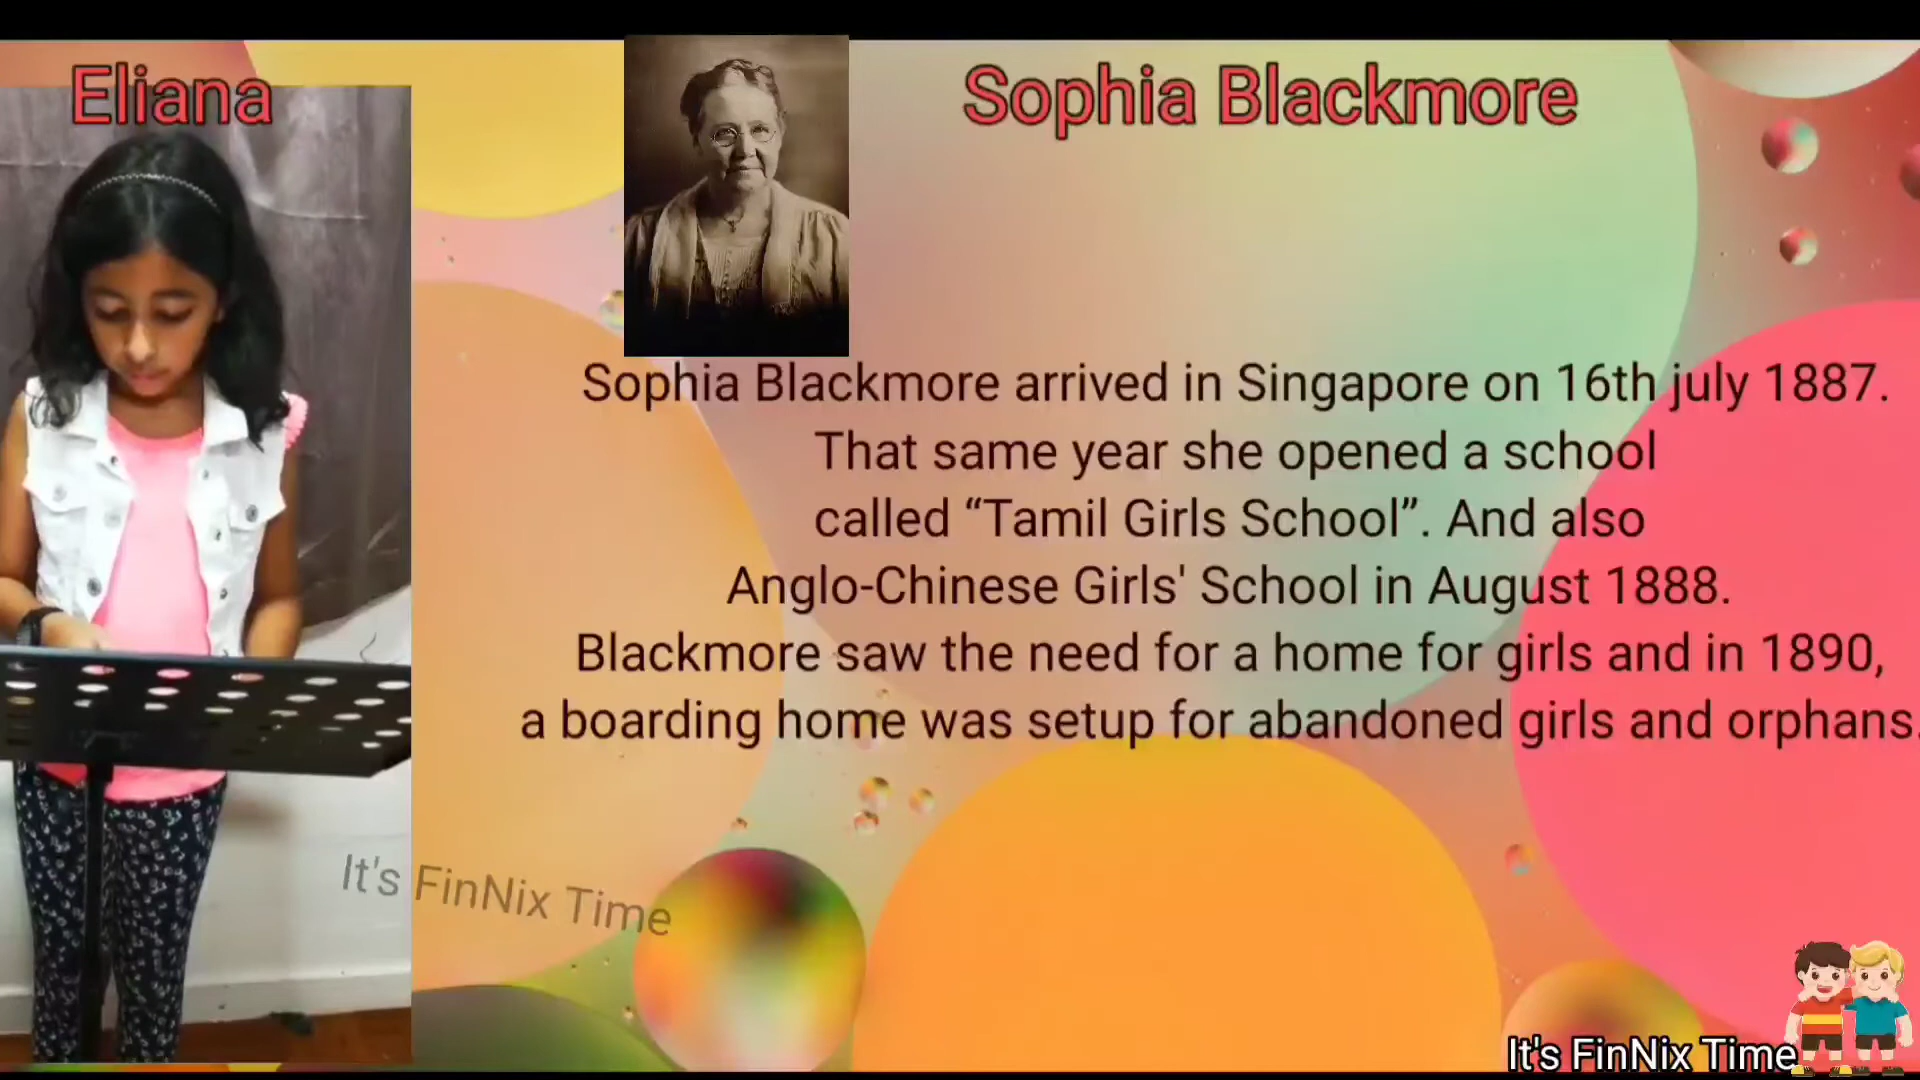 Eliana
Sophia Blackmore
Sophia Blackmore arrived in Singapore on 16th july 1887.
That same year she opened a school
called “Tamil Girls School”. And also
Anglo-Chinese Girls' School in August 1888.
Blackmore saw the need for a home for girls and in 1890,
a boarding home was setup for abandoned girls and orphans.
It's FinNix Time
It's FinNix Time